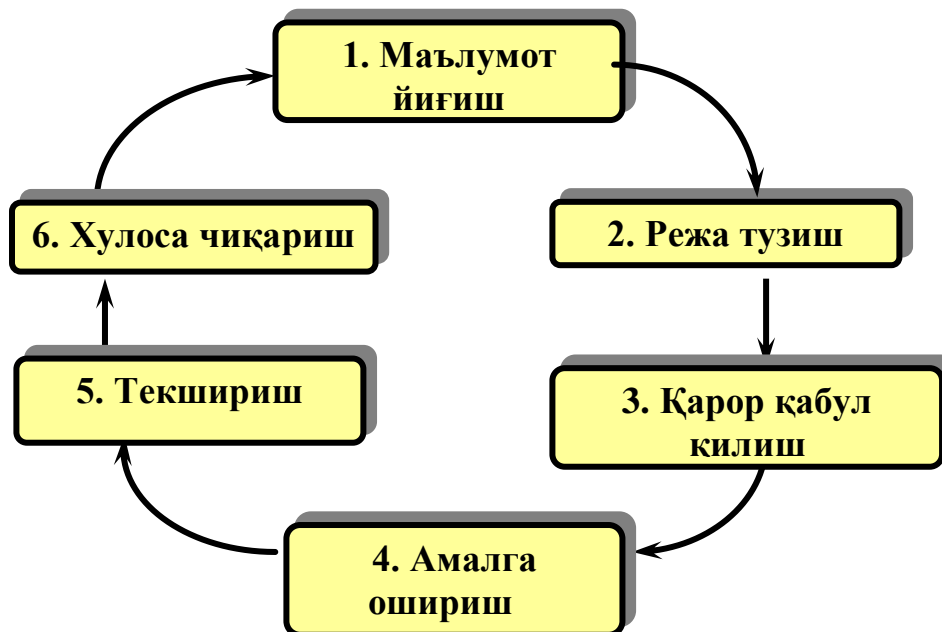 1. Маълумот
йиғиш
2. Режа тузиш
3. Қарор қабул
қилиш
4. Амалга
ошириш
5. Текшириш
6. Хулоса чиқариш